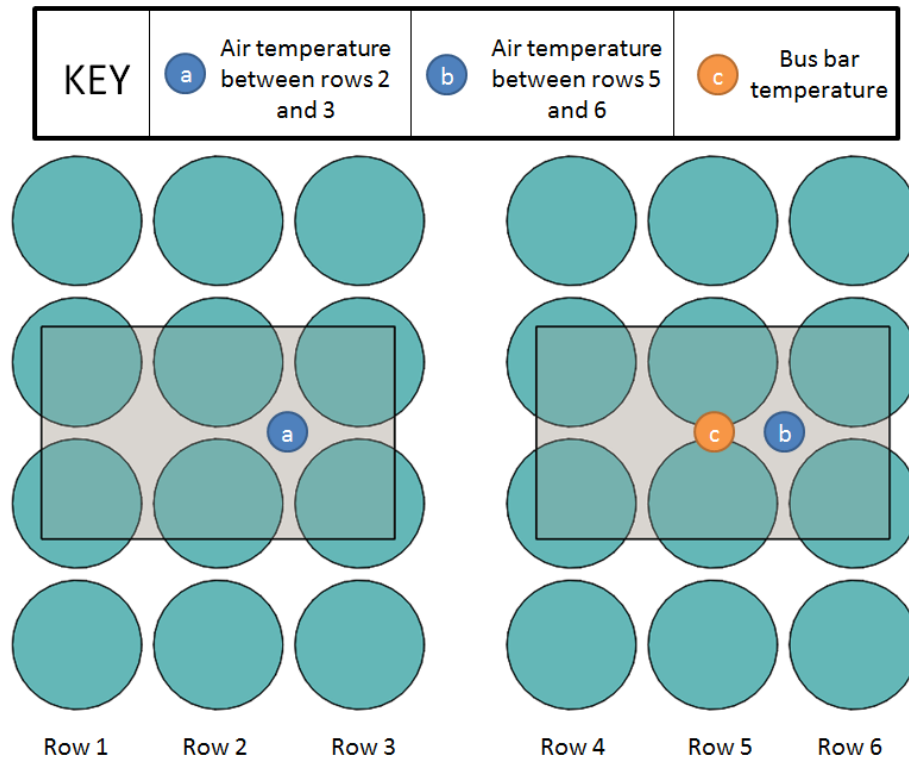 KEY
a
Air temperature
between rows 2
and 3
b
Air temperature
between rows 5
and 6
c
Bus bar
temperature
a
c
b
Row 1
Row 2
Row 3
Row 4
Row 5
Row 6